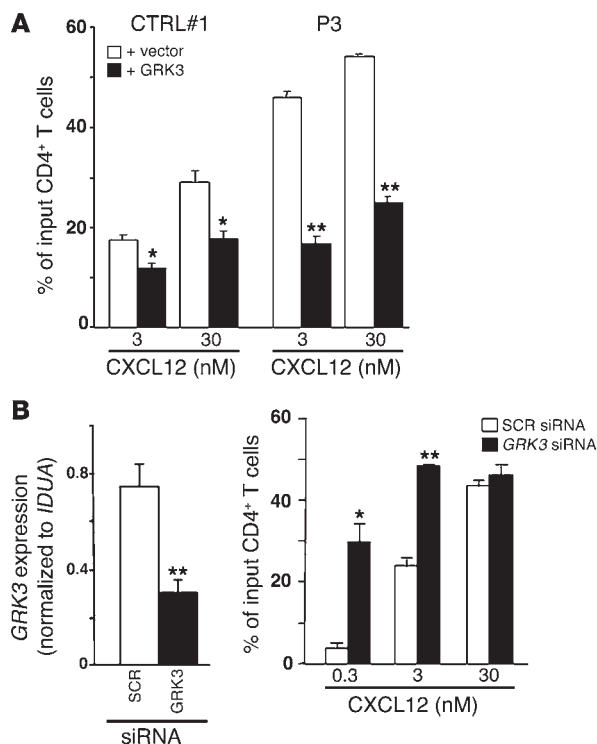 A
CTRL#1 P3
+ vector
+ GRK3
% of input CD4⁺ T cells
60
40
20
0
* * ** **
3 30 3 30
CXCL12 (nM) CXCL12 (nM)
B
GRK3 expression
(normalized to IDUA)
0.8
0.4
0
**
SCR GRK3
siRNA
SCR siRNA
GRK3 siRNA
% of input CD4⁺ T cells
60
40
20
0
* **
0.3 3 30
CXCL12 (nM)